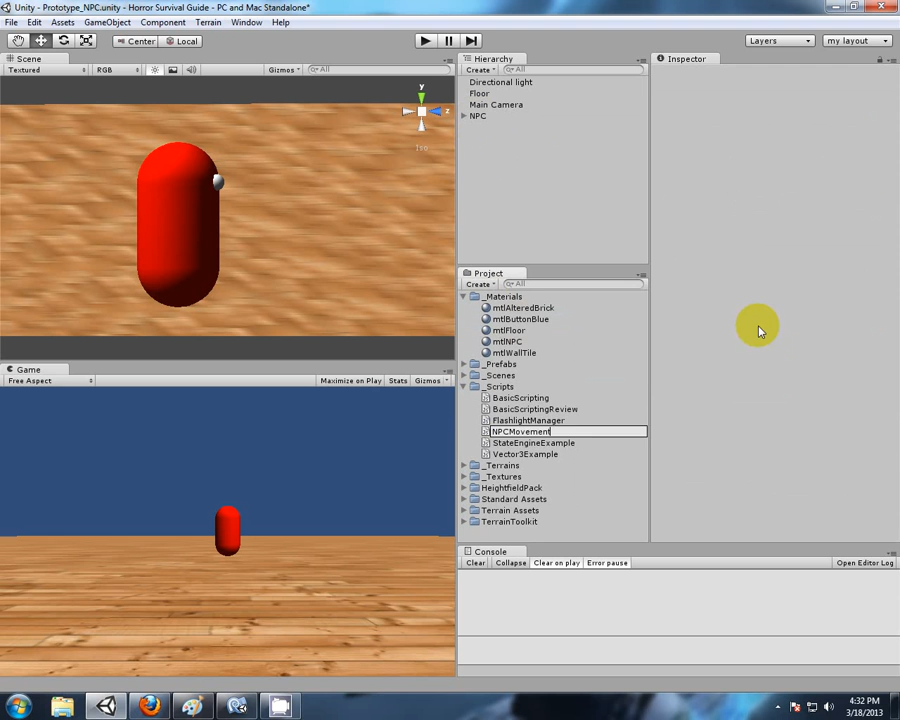 Unity - Prototype_NPC.unity - Horror Survival Guide - PC and Mac Standalone*
File Edit Assets GameObject Component Terrain Window Help
Center Local Layers my layout
Scene
Textured RGB Gizmos All
y
z
Iso
Game
Free Aspect Maximize on Play Stats Gizmos
Hierarchy
Create All
Directional light
Floor
Main Camera
NPC
Project
Create All
_Materials
mtlAlteredBrick
mtlButtonBlue
mtlFloor
mtlNPC
mtlWallTile
_Prefabs
_Scenes
_Scripts
BasicScripting
BasicScriptingReview
FlashlightManager
NPCMovement
StateEngineExample
Vector3Example
_Terrains
_Textures
HeightfieldPack
Standard Assets
Terrain Assets
TerrainToolkit
Console
Clear Collapse Clear on play Error pause Open Editor Log
Inspector
4:32 PM
3/18/2013